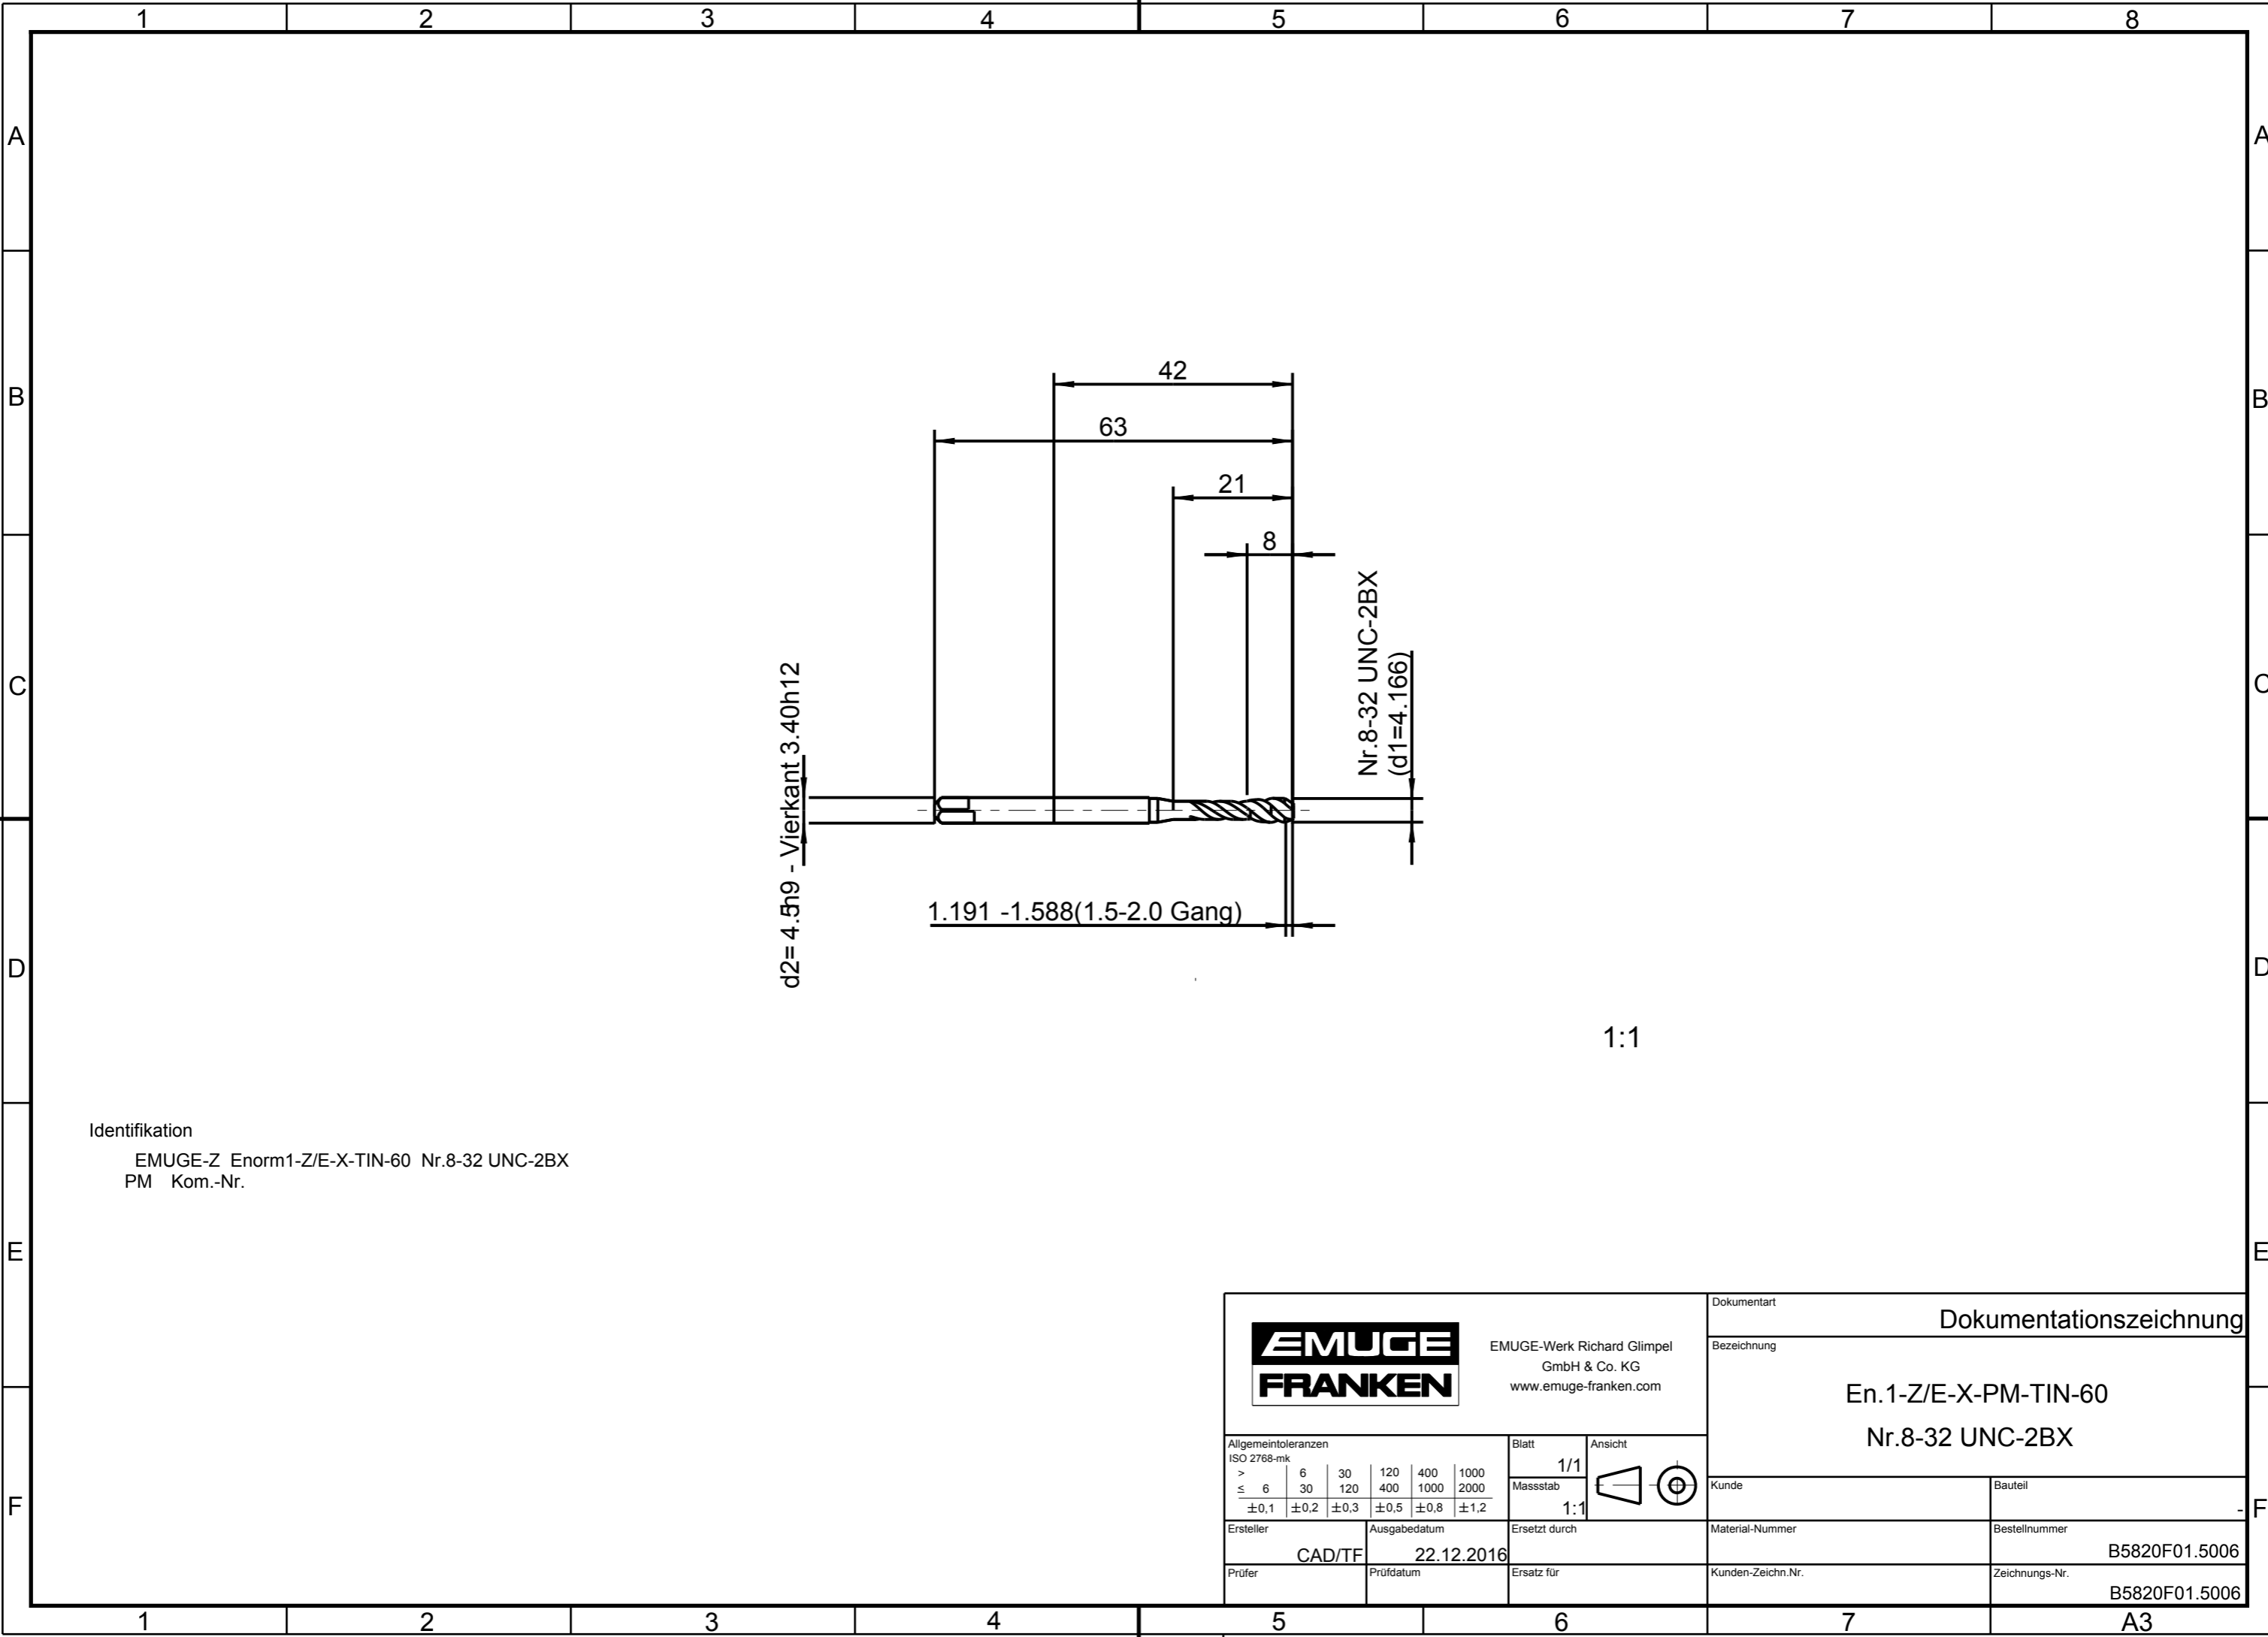 1 2 3 4 5 6 7 8
A A
B B
C C
D D
E E
F F
42
63
21
8
Nr.8-32 UNC-2BX
(d1=4.166)
d2= 4.5h9 - Vierkant 3.40h12
1.191 -1.588(1.5-2.0 Gang)
1:1
Identifikation
EMUGE-Z Enorm1-Z/E-X-TIN-60 Nr.8-32 UNC-2BX
PM Kom.-Nr.
EMUGE
FRANKEN
EMUGE-Werk Richard Glimpel
GmbH & Co. KG
www.emuge-franken.com
Dokumentart
Dokumentationszeichnung
Bezeichnung
En.1-Z/E-X-PM-TIN-60
Nr.8-32 UNC-2BX
Allgemeintoleranzen
ISO 2768-mk
> 6 30 120 400 1000
≤ 6 30 120 400 1000 2000
±0,1 ±0,2 ±0,3 ±0,5 ±0,8 ±1,2
Blatt
1/1
Ansicht
Massstab
1:1
Kunde
Bauteil
-
Ersteller
CAD/TF
Ausgabedatum
22.12.2016
Ersetzt durch
Material-Nummer
Bestellnummer
B5820F01.5006
Prüfer
Prüfdatum
Ersatz für
Kunden-Zeichn.Nr.
Zeichnungs-Nr.
B5820F01.5006
1 2 3 4 5 6 7 A3